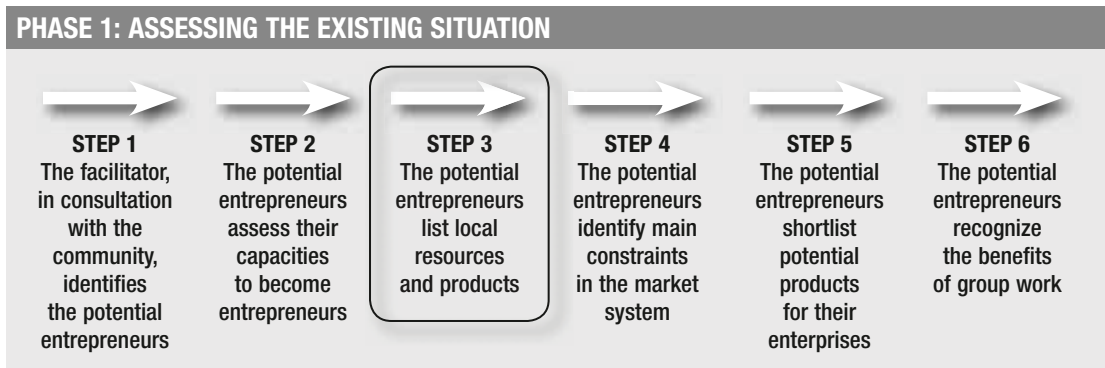 PHASE 1: ASSESSING THE EXISTING SITUATION
STEP 1
The facilitator,
in consultation
with the
community,
identifies
the potential
entrepreneurs
STEP 2
The potential
entrepreneurs
assess their
capacities
to become
entrepreneurs
STEP 3
The potential
entrepreneurs
list local
resources
and products
STEP 4
The potential
entrepreneurs
identify main
constraints
in the market
system
STEP 5
The potential
entrepreneurs
shortlist
potential
products
for their
enterprises
STEP 6
The potential
entrepreneurs
recognize
the benefits
of group work